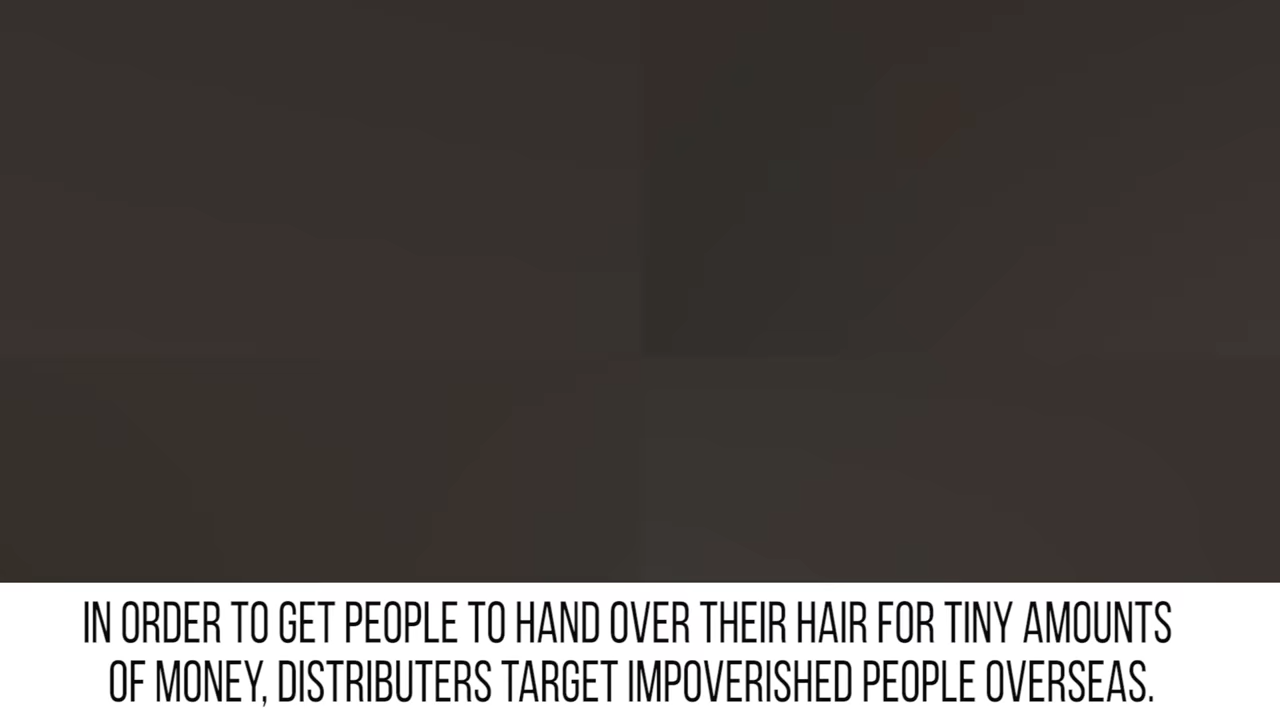 IN ORDER TO GET PEOPLE TO HAND OVER THEIR HAIR FOR TINY AMOUNTS
OF MONEY, DISTRIBUTERS TARGET IMPOVERISHED PEOPLE OVERSEAS.